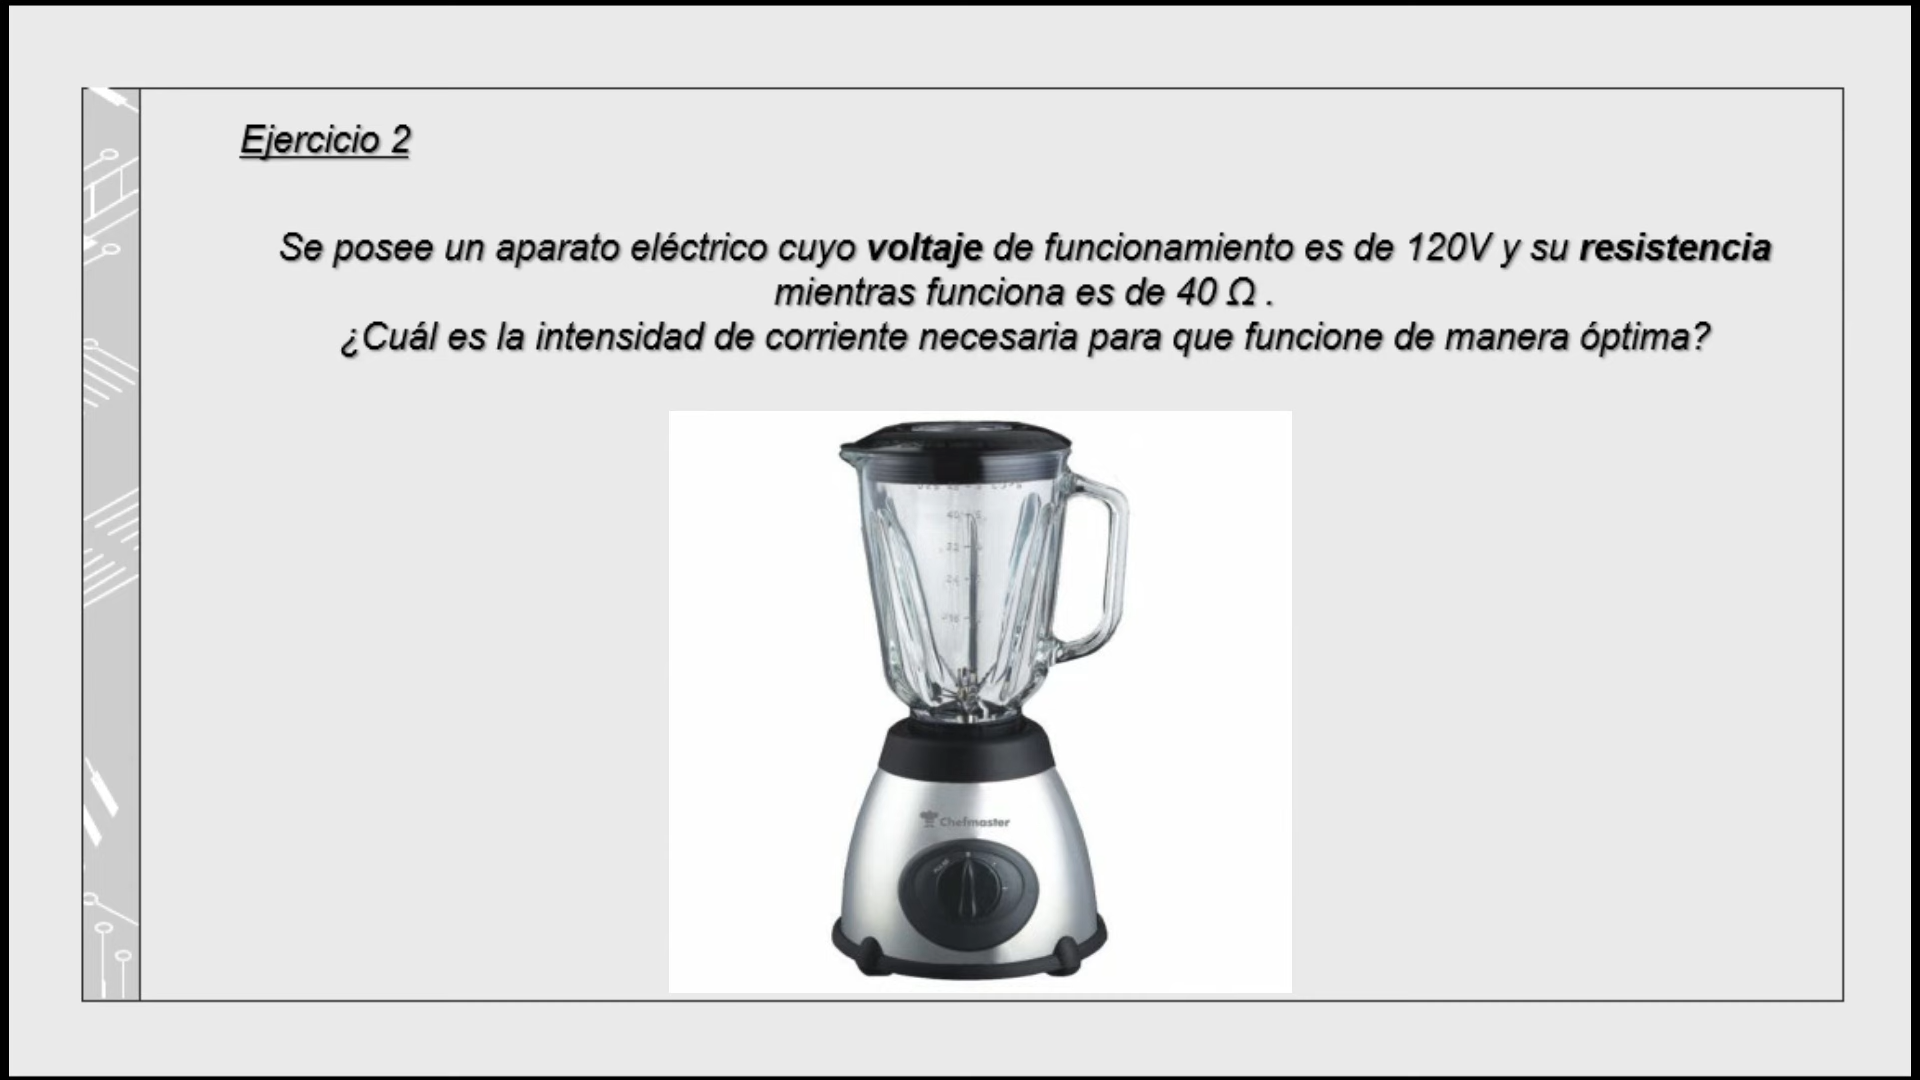 Ejercicio 2
Se posee un aparato eléctrico cuyo voltaje de funcionamiento es de 120V y su resistencia
mientras funciona es de 40 Ω .
¿Cuál es la intensidad de corriente necesaria para que funcione de manera óptima?
Chefmaster